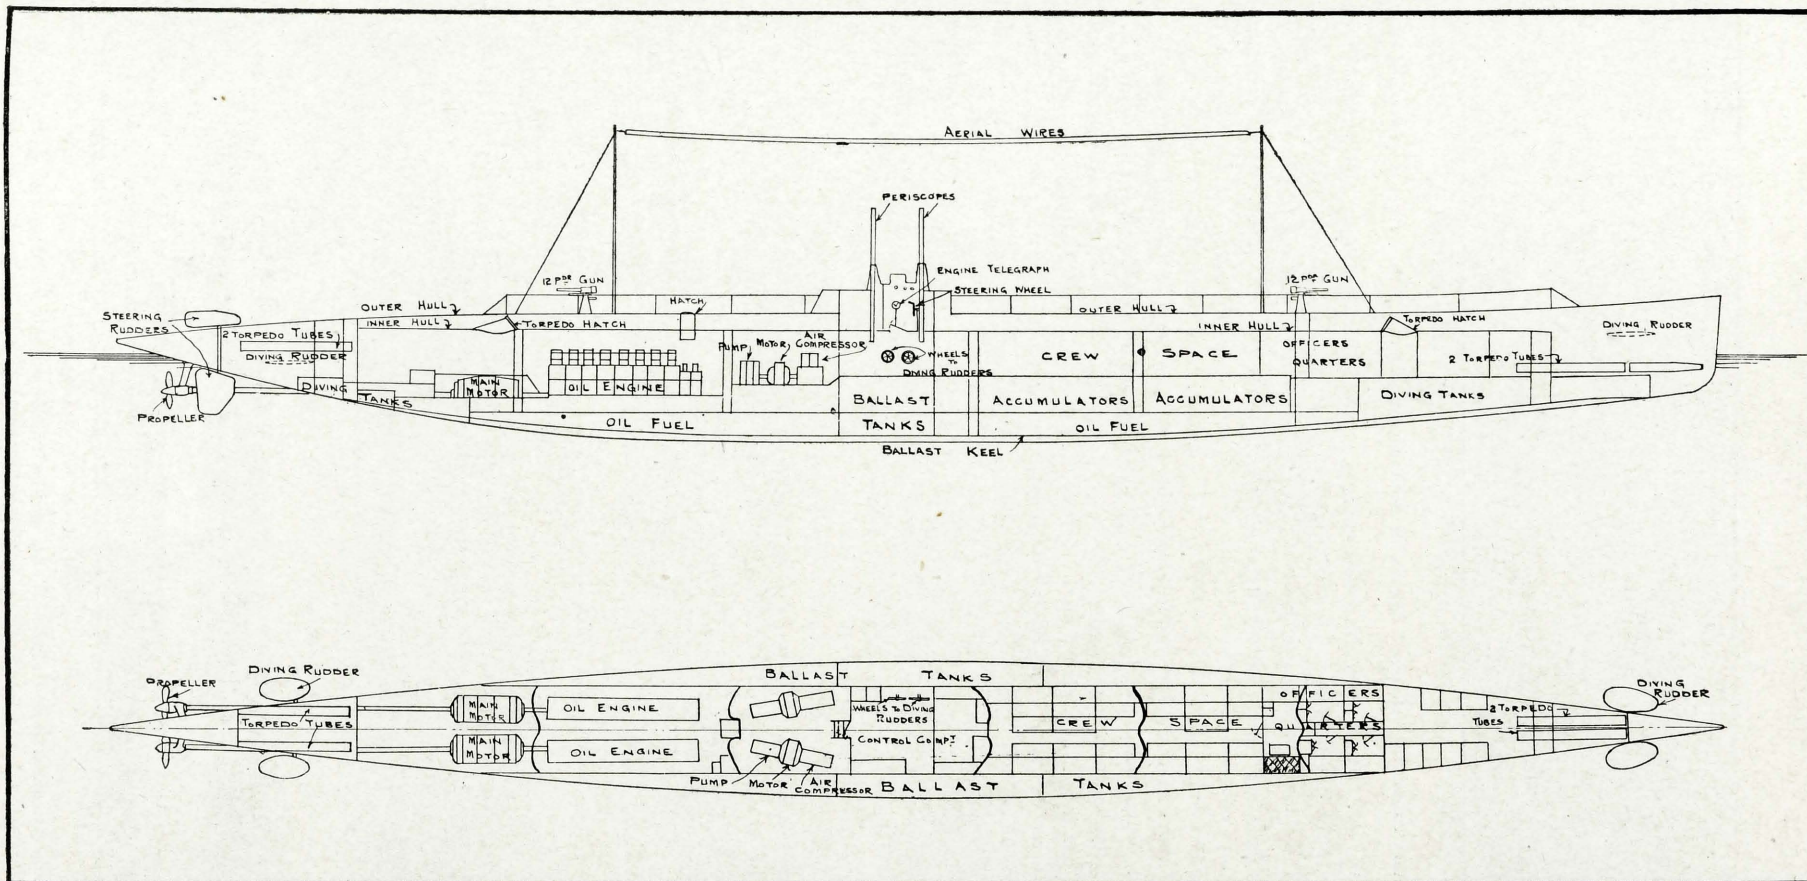 AERIAL WIRES
PERISCOPES
ENGINE TELEGRAPH
STEERING WHEEL
12 PDR GUN
12 PDR GUN
HATCH
OUTER HULL
OUTER HULL
STEERING
RUDDERS
INNER HULL
TORPEDO HATCH
INNER HULL
TORPEDO HATCH
DIVING RUDDER
2 TORPEDO TUBES
DIVING RUDDER
PUMP
MOTOR
AIR
COMPRESSOR
WHEELS
TO
DIVING RUDDERS
CREW SPACE
OFFICERS
QUARTERS
2 TORPEDO TUBES
DIVING
TANKS
MAIN
MOTOR
OIL ENGINE
BALLAST
TANKS
ACCUMULATORS
ACCUMULATORS
DIVING TANKS
PROPELLER
OIL FUEL
OIL FUEL
BALLAST KEEL
DIVING RUDDER
PROPELLER
BALLAST TANKS
DIVING
RUDDER
TORPEDO TUBES
MAIN
MOTOR
OIL ENGINE
WHEELS TO DIVING
RUDDERS
CREW SPACE
OFFICERS
QUARTERS
2 TORPEDO
TUBES
MAIN
MOTOR
OIL ENGINE
CONTROL COMPT
PUMP
MOTOR
AIR
COMPRESSOR
BALLAST TANKS